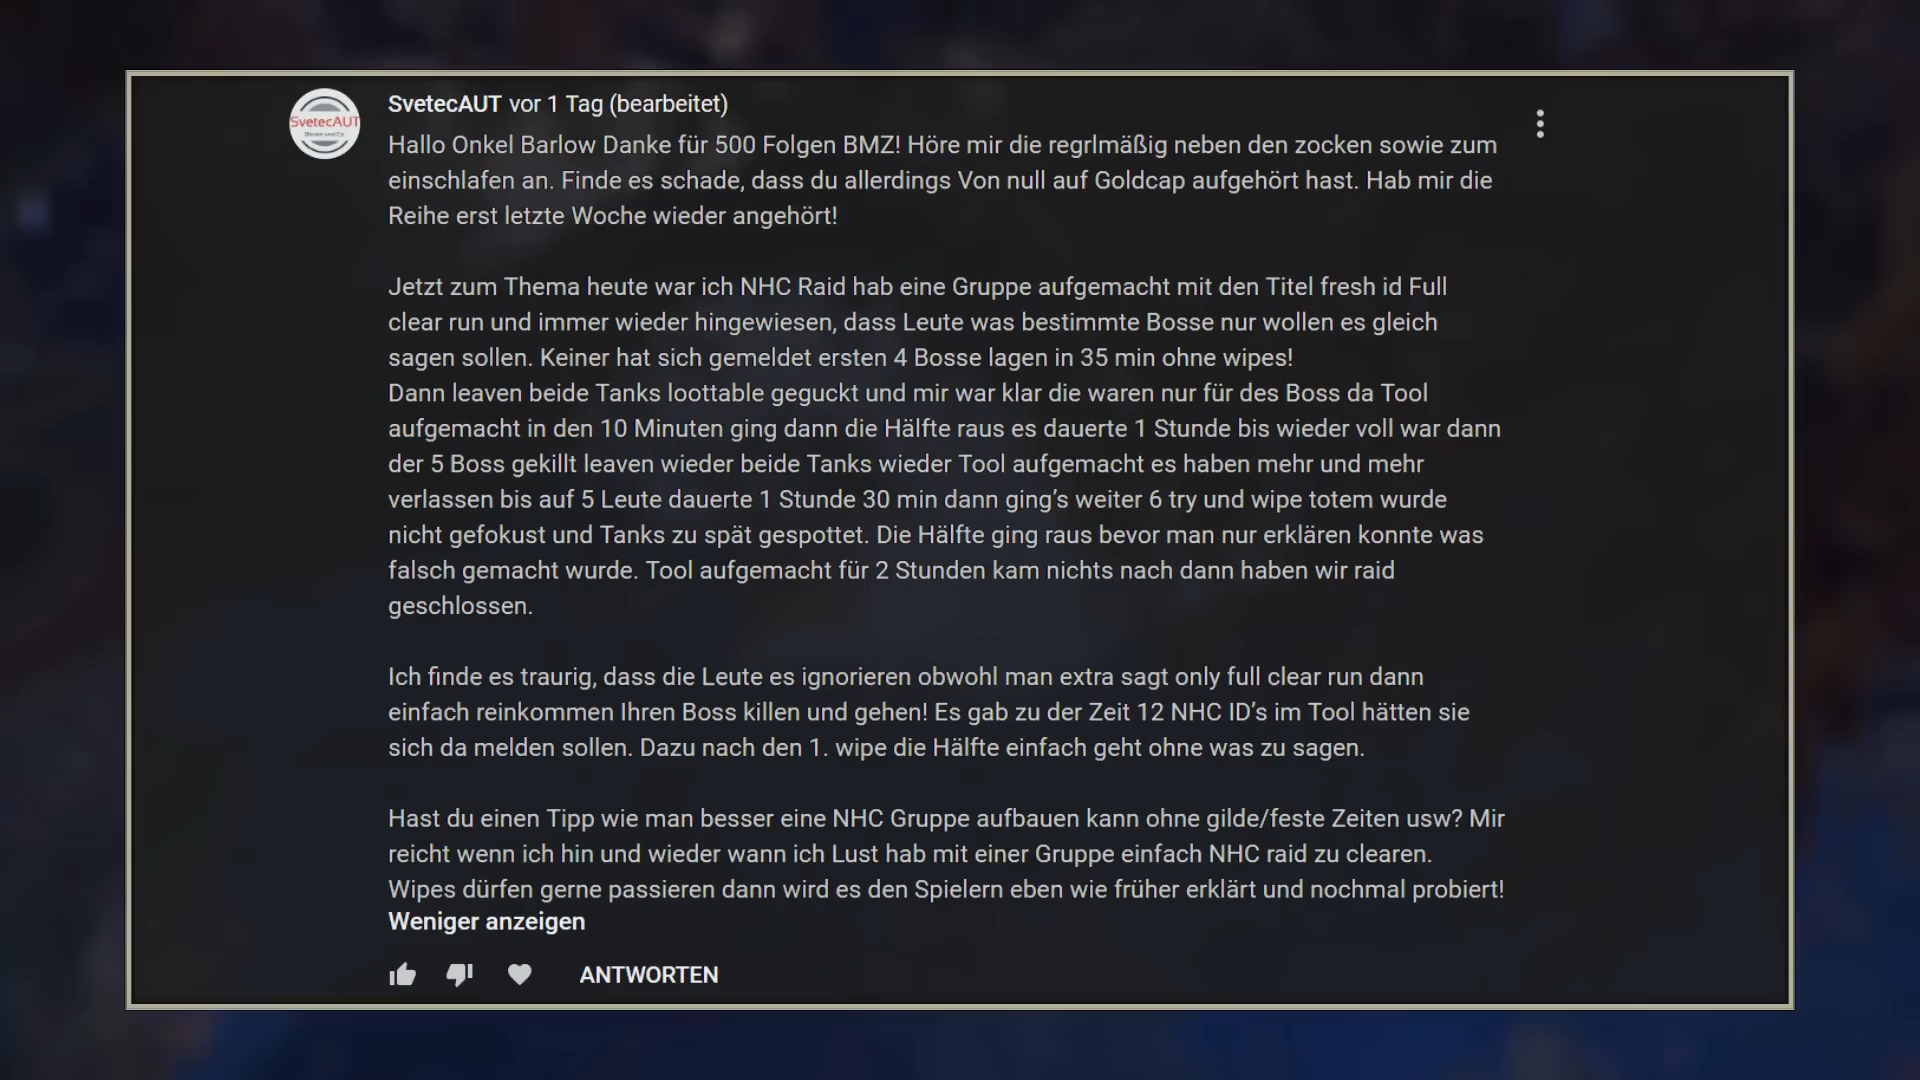 SvetecAUT
SvetecAUT vor 1 Tag (bearbeitet)
Hallo Onkel Barlow Danke für 500 Folgen BMZ! Höre mir die regrlmäßig neben den zocken sowie zum
einschlafen an. Finde es schade, dass du allerdings Von null auf Goldcap aufgehört hast. Hab mir die
Reihe erst letzte Woche wieder angehört!
Jetzt zum Thema heute war ich NHC Raid hab eine Gruppe aufgemacht mit den Titel fresh id Full
clear run und immer wieder hingewiesen, dass Leute was bestimmte Bosse nur wollen es gleich
sagen sollen. Keiner hat sich gemeldet ersten 4 Bosse lagen in 35 min ohne wipes!
Dann leaven beide Tanks loottable geguckt und mir war klar die waren nur für des Boss da Tool
aufgemacht in den 10 Minuten ging dann die Hälfte raus es dauerte 1 Stunde bis wieder voll war dann
der 5 Boss gekillt leaven wieder beide Tanks wieder Tool aufgemacht es haben mehr und mehr
verlassen bis auf 5 Leute dauerte 1 Stunde 30 min dann ging’s weiter 6 try und wipe totem wurde
nicht gefokust und Tanks zu spät gespottet. Die Hälfte ging raus bevor man nur erklären konnte was
falsch gemacht wurde. Tool aufgemacht für 2 Stunden kam nichts nach dann haben wir raid
geschlossen.
Ich finde es traurig, dass die Leute es ignorieren obwohl man extra sagt only full clear run dann
einfach reinkommen Ihren Boss killen und gehen! Es gab zu der Zeit 12 NHC ID’s im Tool hätten sie
sich da melden sollen. Dazu nach den 1. wipe die Hälfte einfach geht ohne was zu sagen.
Hast du einen Tipp wie man besser eine NHC Gruppe aufbauen kann ohne gilde/feste Zeiten usw? Mir
reicht wenn ich hin und wieder wann ich Lust hab mit einer Gruppe einfach NHC raid zu clearen.
Wipes dürfen gerne passieren dann wird es den Spielern eben wie früher erklärt und nochmal probiert!
Weniger anzeigen
ANTWORTEN